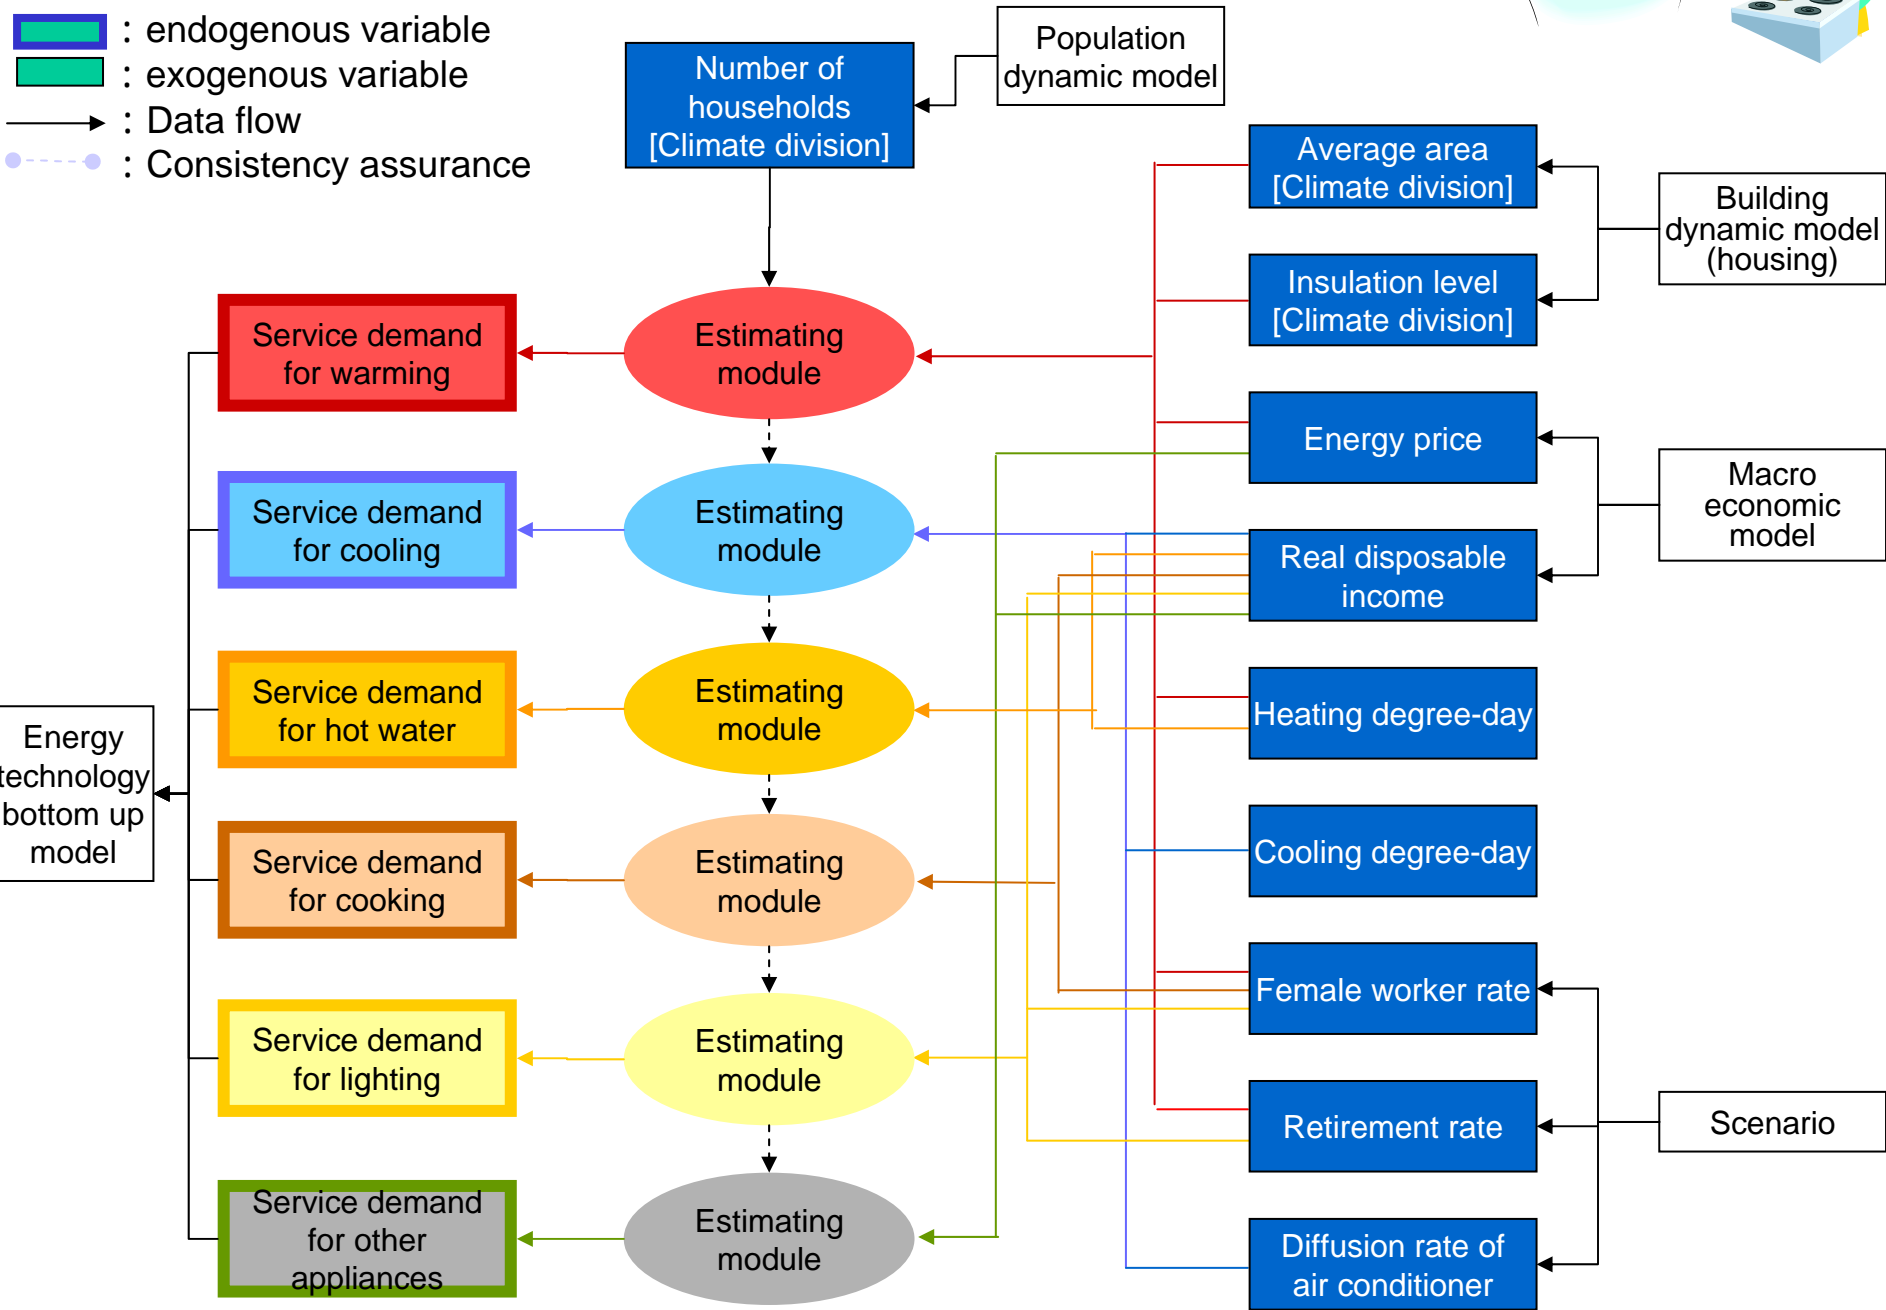 : endogenous variable
: exogenous variable
: Data flow
: Consistency assurance
Number of
households
[Climate division]
Population
dynamic model
Average area
[Climate division]
Building
dynamic model
(housing)
Insulation level
[Climate division]
Service demand
for warming
Estimating
module
Energy price
Macro
economic
model
Service demand
for cooling
Estimating
module
Real disposable
income
Service demand
for hot water
Estimating
module
Heating degree-day
Energy
technology
bottom up
model
Service demand
for cooking
Estimating
module
Cooling degree-day
Female worker rate
Service demand
for lighting
Estimating
module
Retirement rate
Scenario
Service demand
for other
appliances
Estimating
module
Diffusion rate of
air conditioner